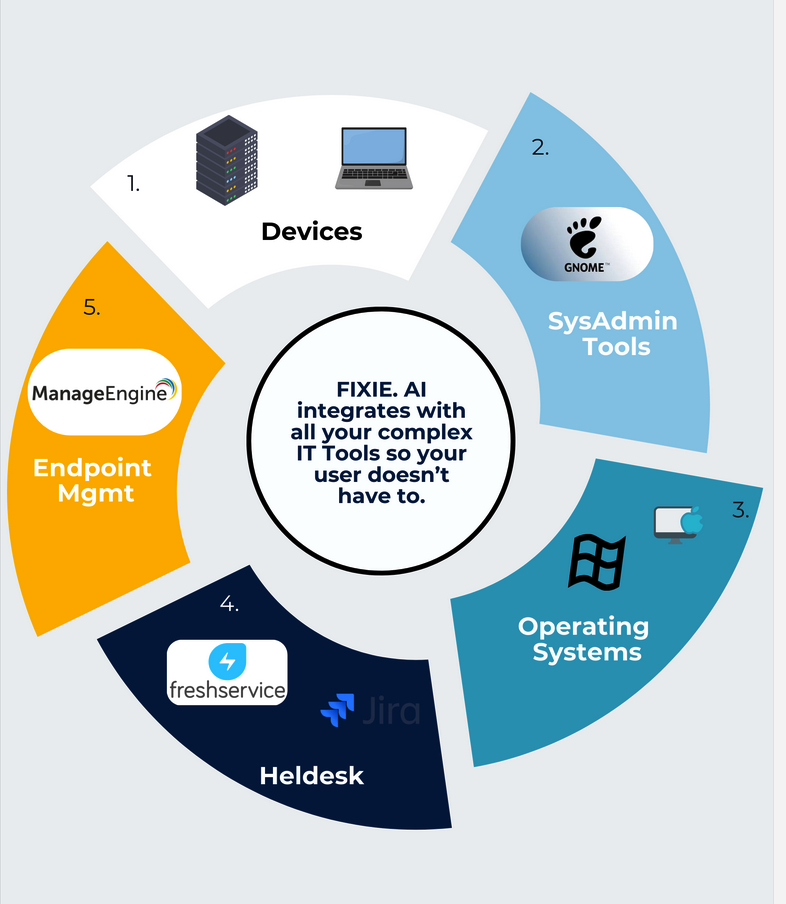 1.
Devices
2.
GNOME™
SysAdmin
Tools
3.
Operating
Systems
4.
freshservice
Jira
Heldesk
5.
ManageEngine
Endpoint
Mgmt
FIXIE. AI
integrates with
all your complex
IT Tools so your
user doesn’t
have to.